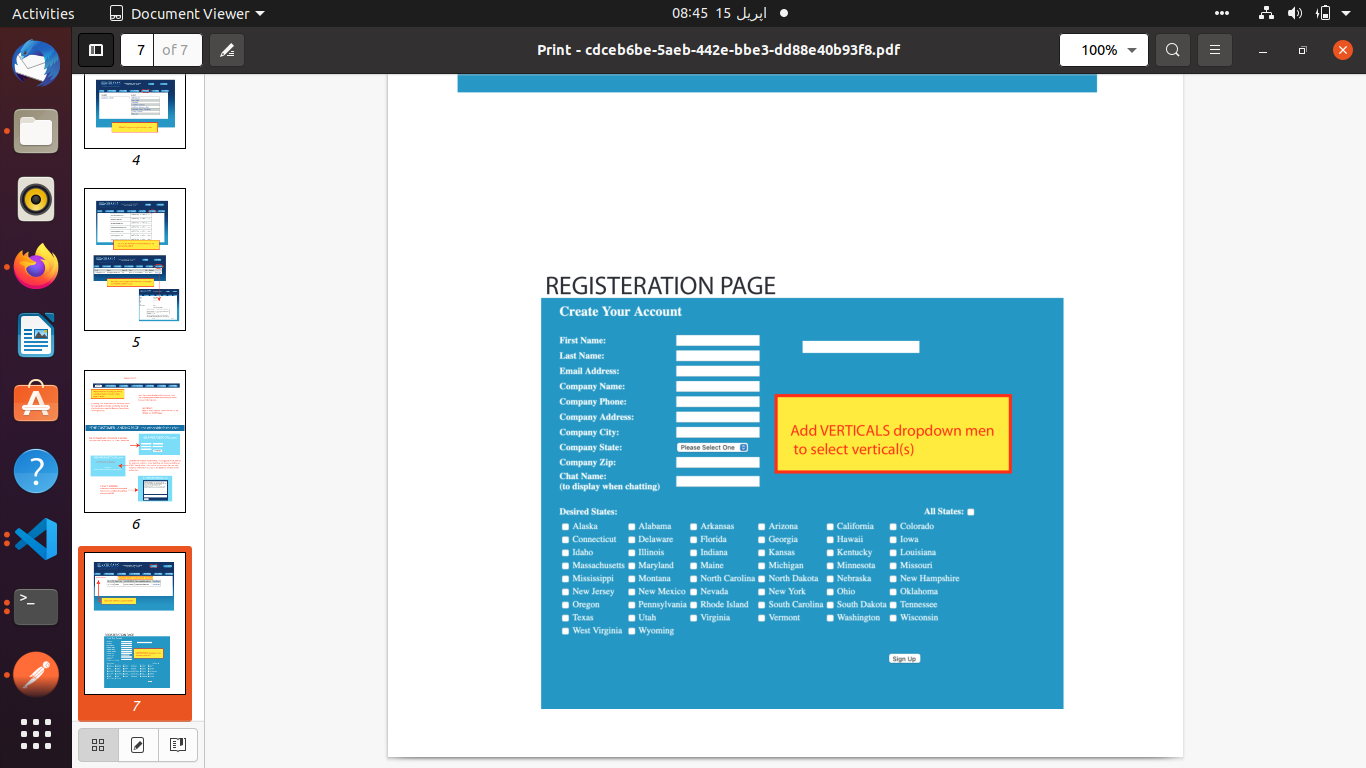 Activities
Document Viewer
08:45 اپریل 15
7 of 7
Print - cdceb6be-5aeb-442e-bbe3-dd88e40b93f8.pdf
100%
4
5
6
7
REGISTERATION PAGE
Create Your Account
First Name:
Last Name:
Email Address:
Company Name:
Company Phone:
Company Address:
Company City:
Company State: Please Select One
Company Zip:
Chat Name:
(to display when chatting)
Add VERTICALS dropdown men
to select vertical(s)
Desired States: All States:
Alaska Alabama Arkansas Arizona California Colorado
Connecticut Delaware Florida Georgia Hawaii Iowa
Idaho Illinois Indiana Kansas Kentucky Louisiana
Massachusetts Maryland Maine Michigan Minnesota Missouri
Mississippi Montana North Carolina North Dakota Nebraska New Hampshire
New Jersey New Mexico Nevada New York Ohio Oklahoma
Oregon Pennsylvania Rhode Island South Carolina South Dakota Tennessee
Texas Utah Virginia Vermont Washington Wisconsin
West Virginia Wyoming
Sign Up